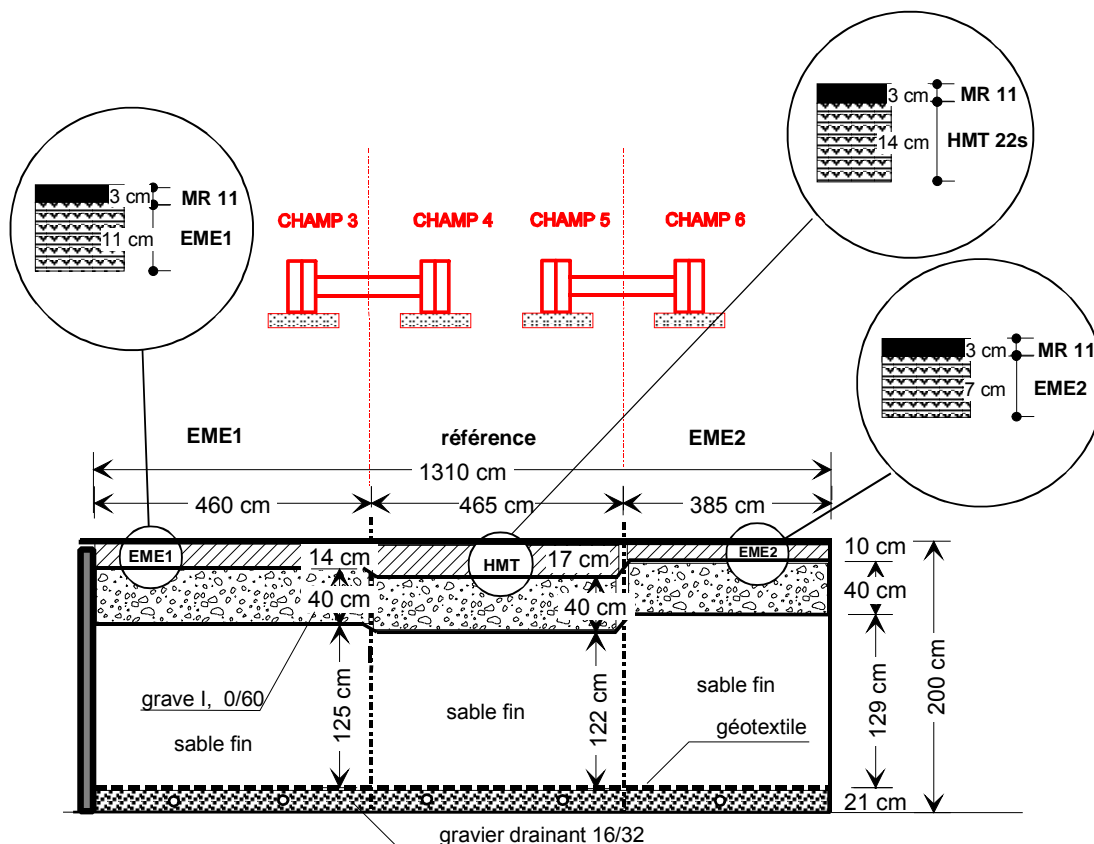 3 cm
MR 11
14 cm
HMT 22s
3 cm
MR 11
11 cm
EME1
CHAMP 3
CHAMP 4
CHAMP 5
CHAMP 6
3 cm
MR 11
7 cm
EME2
EME1
référence
EME2
1310 cm
460 cm
465 cm
385 cm
EME1
14 cm
HMT
17 cm
EME2
10 cm
40 cm
40 cm
40 cm
grave I, 0/60
sable fin
125 cm
sable fin
122 cm
sable fin
géotextile
129 cm
200 cm
21 cm
gravier drainant 16/32